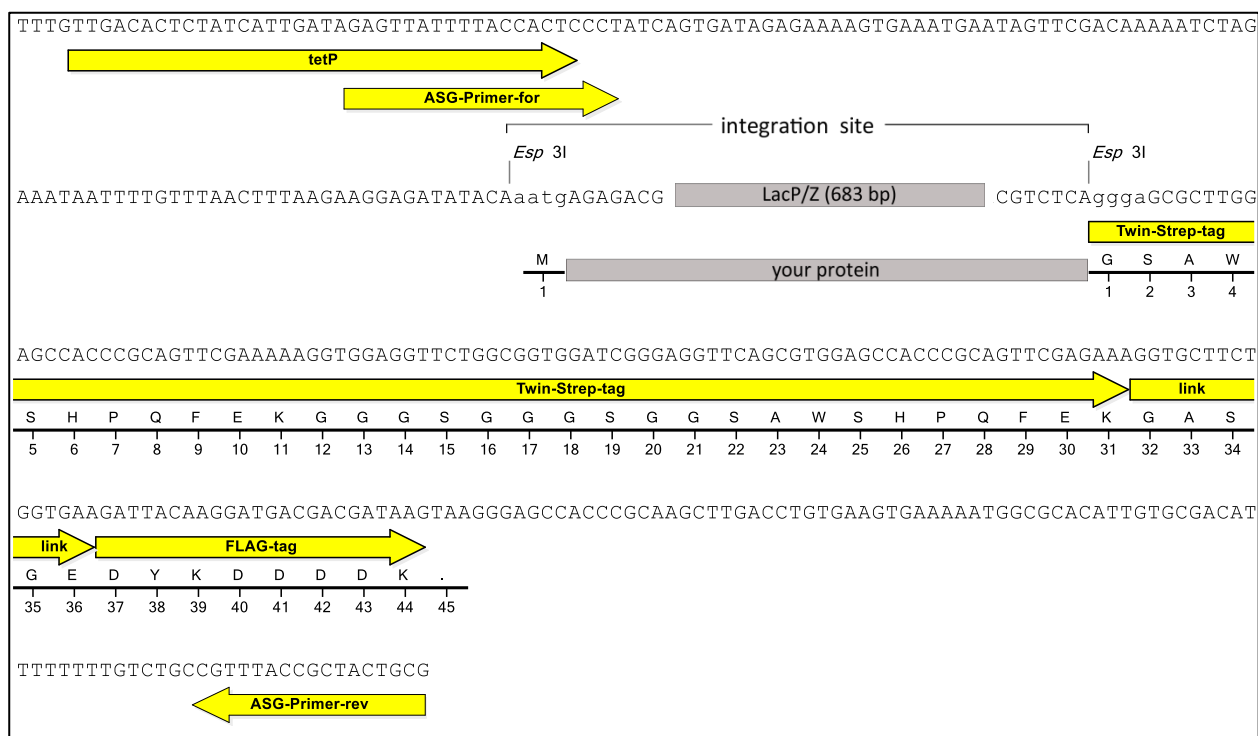 TTTGTTGACACTCTATCATTGATAGAGTTATTTTACCACTCCCTATCAGTGATAGAGAAAAGTGAAATGAATAGTTCGACAAAAATCTAG
tetP
ASG-Primer-for
integration site
Esp 3I Esp 3I
AAATAATTTTGTTTAACTTTAAGAAGGAGATATACAaatgAGAGACG LacP/Z (683 bp) CGTCTCAgggaGCGCTTGG
Twin-Strep-tag
M your protein G S A W
1 1 2 3 4
AGCCACCCGCAGTTCGAAAAAGGTGGAGGTTCTGGCGGTGGATCGGGAGGTTCAGCGTGGAGCCACCCGCAGTTCGAGAAAGGTGCTTCT
Twin-Strep-tag link
S H P Q F E K G G G S G G G S G G S A W S H P Q F E K G A S
5 6 7 8 9 10 11 12 13 14 15 16 17 18 19 20 21 22 23 24 25 26 27 28 29 30 31 32 33 34
GGTGAAGATTACAAGGATGACGACGATAAGTAAGGGAGCCACCCGCAAGCTTGACCTGTGAAGTGAAAAATGGCGCACATTGTGCGACAT
link FLAG-tag
G E D Y K D D D D K .
35 36 37 38 39 40 41 42 43 44 45
TTTTTTTGTCTGCCGTTTACCGCTACTGCG
ASG-Primer-rev